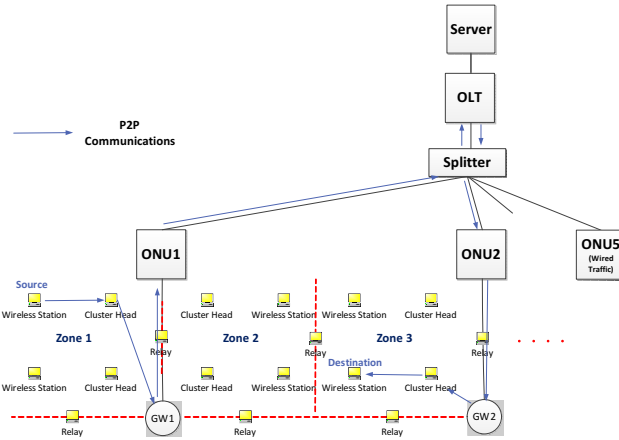 Server
OLT
P2P
Communications
Splitter
ONU1
ONU2
ONU5
(Wired
Traffic)
Source
Wireless Station
Cluster Head
Cluster Head
Wireless Station
Wireless Station
Cluster Head
Zone 1
Zone 2
Zone 3
Relay
Relay
Relay
Destination
Wireless Station
Cluster Head
Cluster Head
Wireless Station
Wireless Station
Cluster Head
GW1
GW2
Relay
Relay
Relay